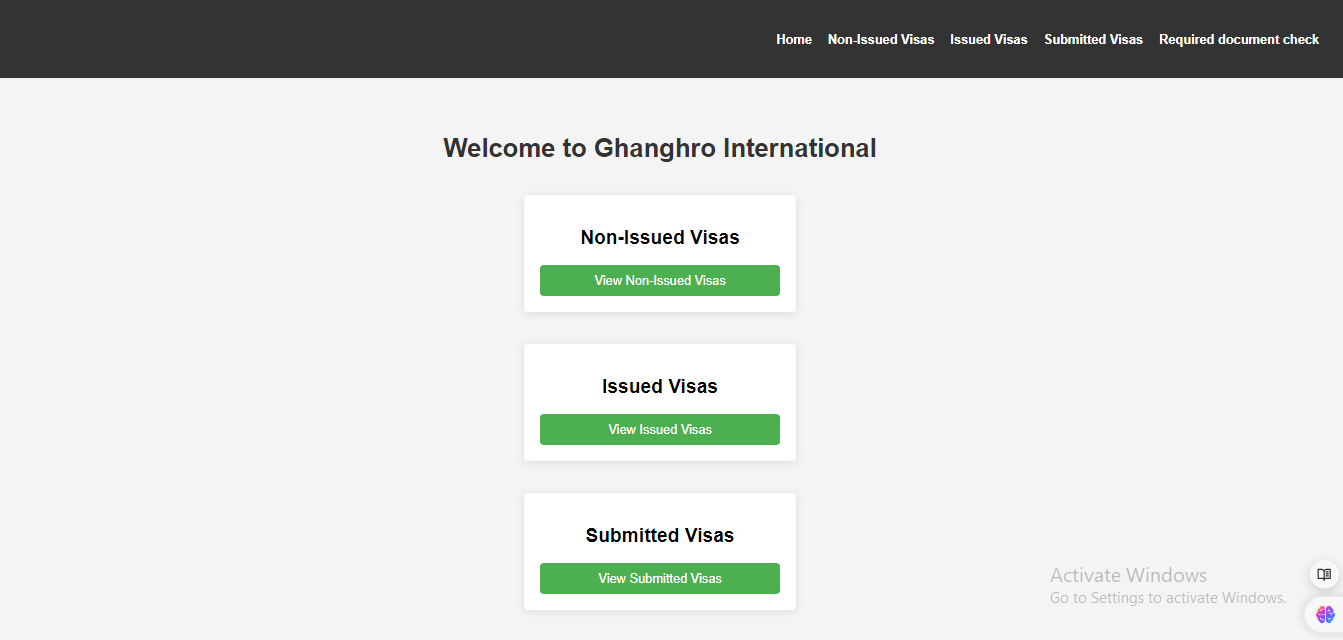 Home Non-Issued Visas Issued Visas Submitted Visas Required document check
Welcome to Ghanghro International
Non-Issued Visas
View Non-Issued Visas
Issued Visas
View Issued Visas
Submitted Visas
View Submitted Visas
Activate Windows
Go to Settings to activate Windows.